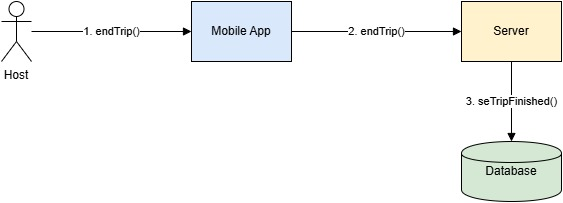 1. endTrip()
Mobile App
2. endTrip()
Server
Host
3. seTripFinished()
Database